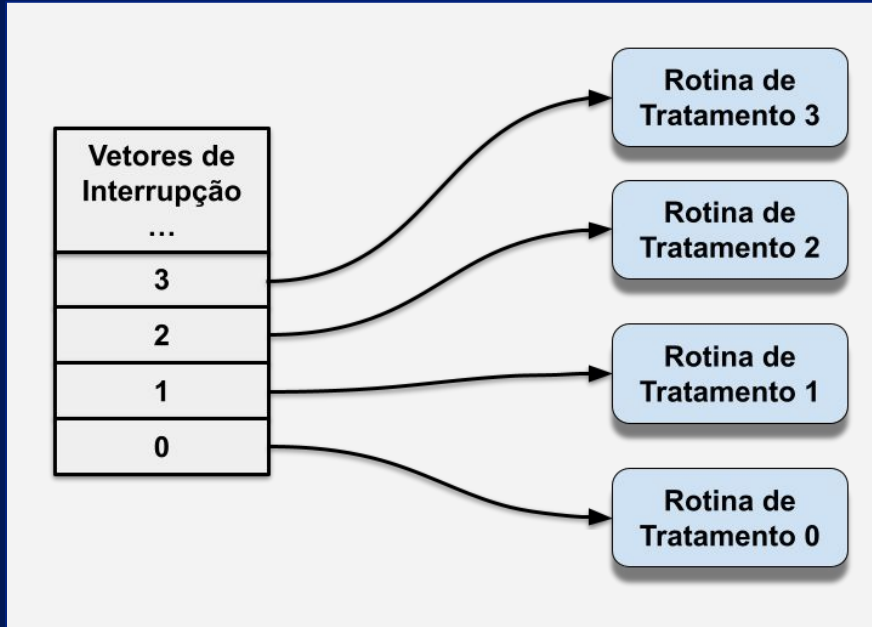 Vetores de
Interrupção
...
3
2
1
0
Rotina de
Tratamento 3
Rotina de
Tratamento 2
Rotina de
Tratamento 1
Rotina de
Tratamento 0